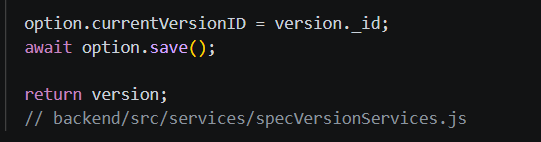 option.currentVersionID = version._id;
await option.save();
return version;
// backend/src/services/specVersionServices.js